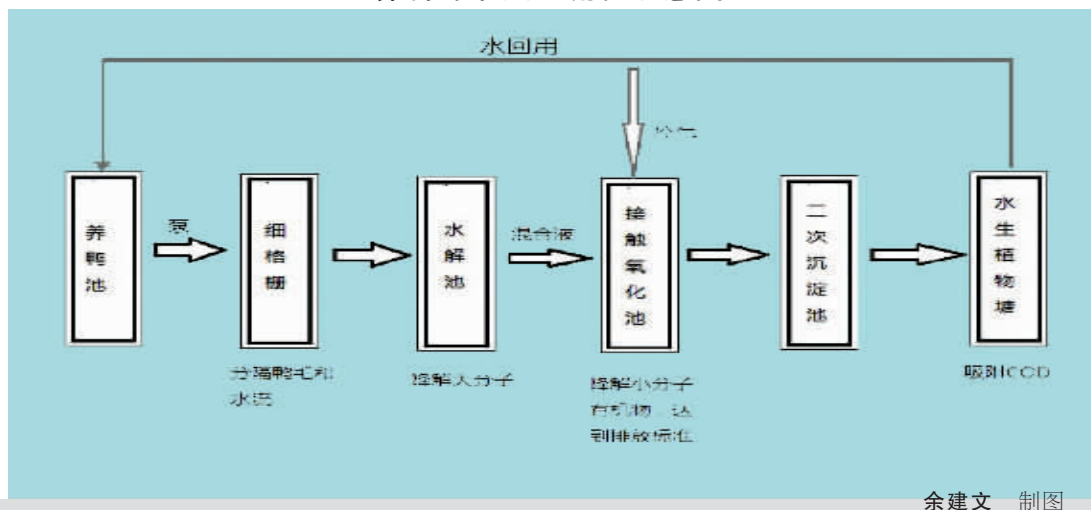 水回用
空气
养鸭池
泵
细格栅
水解池
混合液
接触氧化池
二次沉淀池
水生植物塘
分隔鸭毛和
水流
降解大分子
降解小分子
有机物，达
到排放标准
吸附COD
余建文 制图